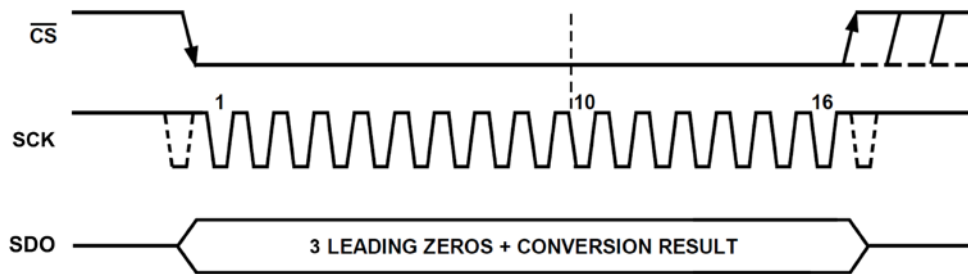 CS
1 10 16
SCK
SDO 3 LEADING ZEROS + CONVERSION RESULT